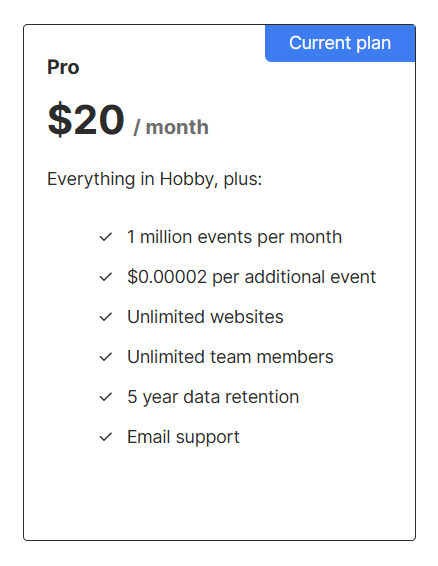 Current plan
Pro
$20 / month
Everything in Hobby, plus:
1 million events per month
$0.00002 per additional event
Unlimited websites
Unlimited team members
5 year data retention
Email support